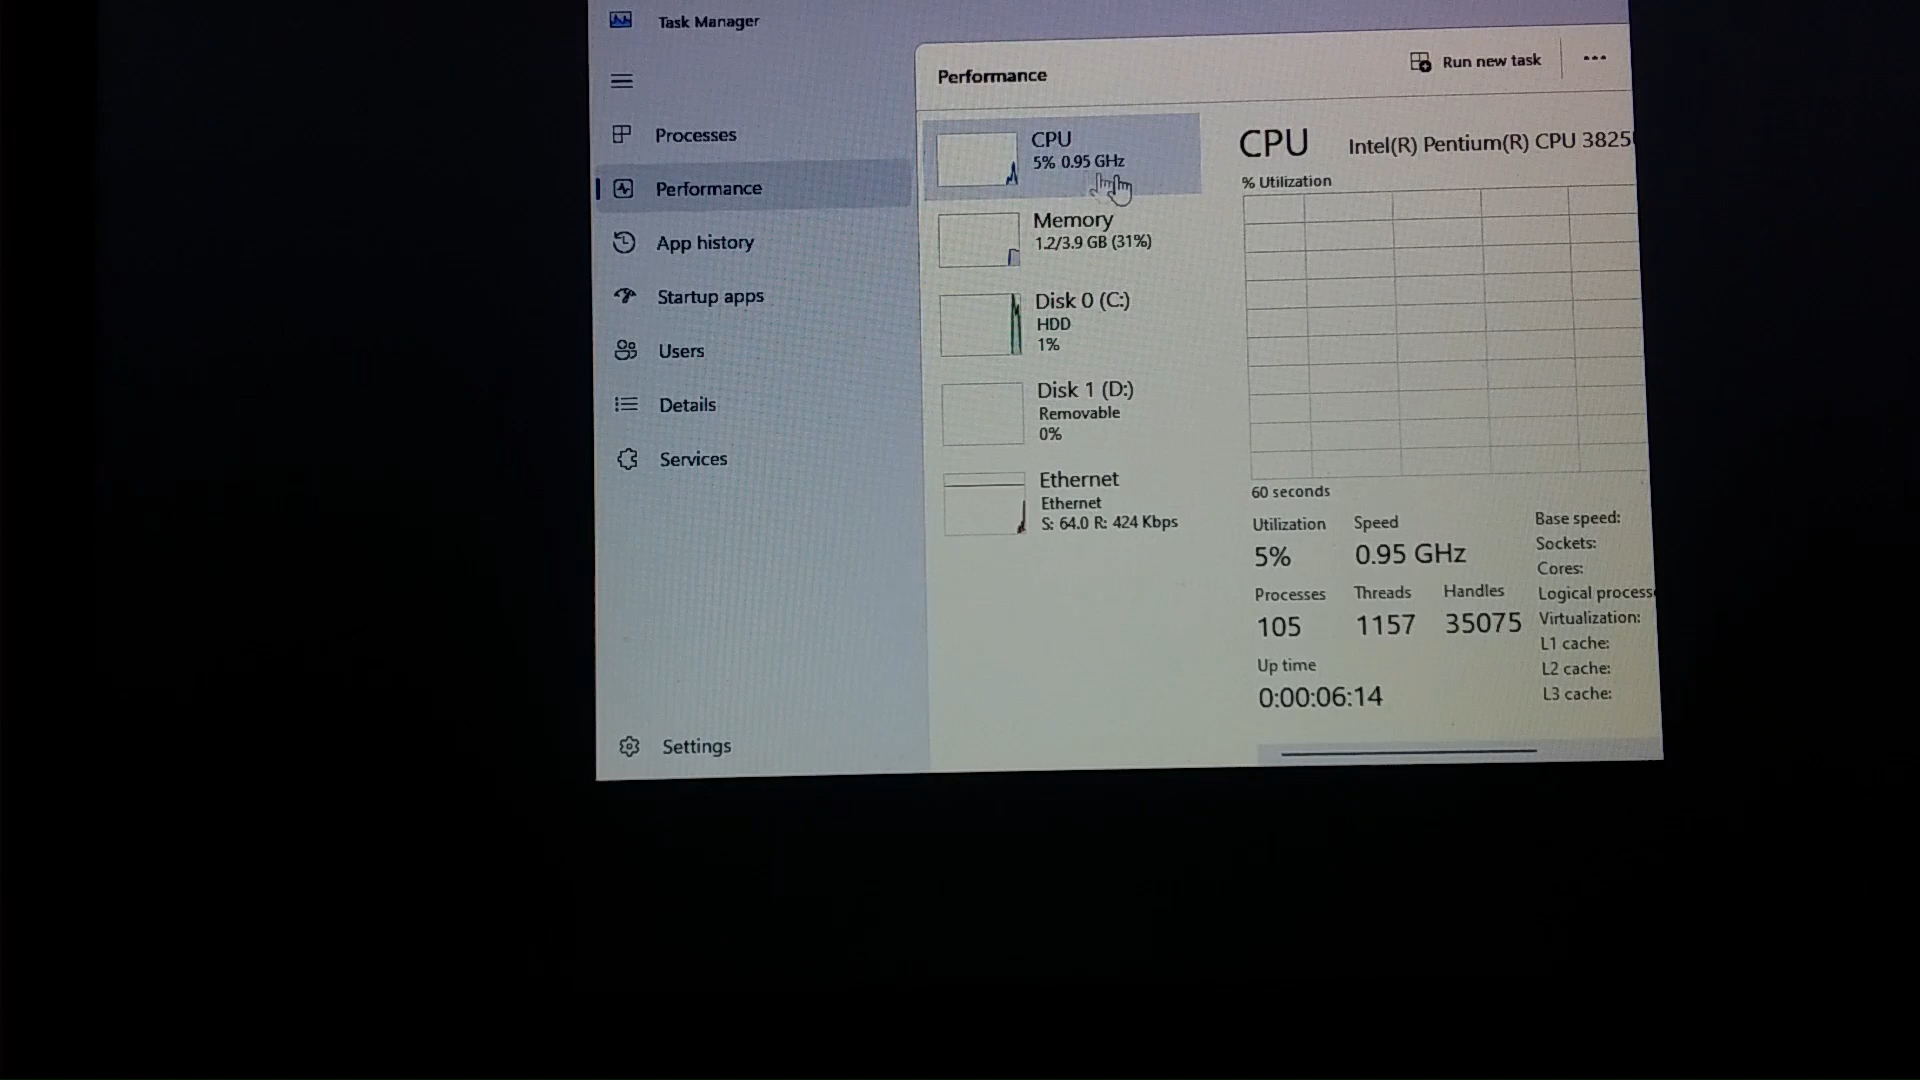 Task Manager
Performance
Run new task
Processes
Performance
App history
Startup apps
Users
Details
Services
Settings
CPU
5% 0.95 GHz
Memory
1.2/3.9 GB (31%)
Disk 0 (C:)
HDD
1%
Disk 1 (D:)
Removable
0%
Ethernet
Ethernet
S: 64.0 R: 424 Kbps
CPU Intel(R) Pentium(R) CPU 3825
% Utilization
60 seconds
Utilization Speed
5% 0.95 GHz
Processes Threads Handles
105 1157 35075
Up time
0:00:06:14
Base speed:
Sockets:
Cores:
Logical process
Virtualization:
L1 cache:
L2 cache:
L3 cache: